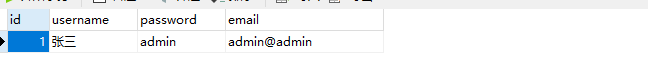 id username password email
1 张三 admin admin@admin